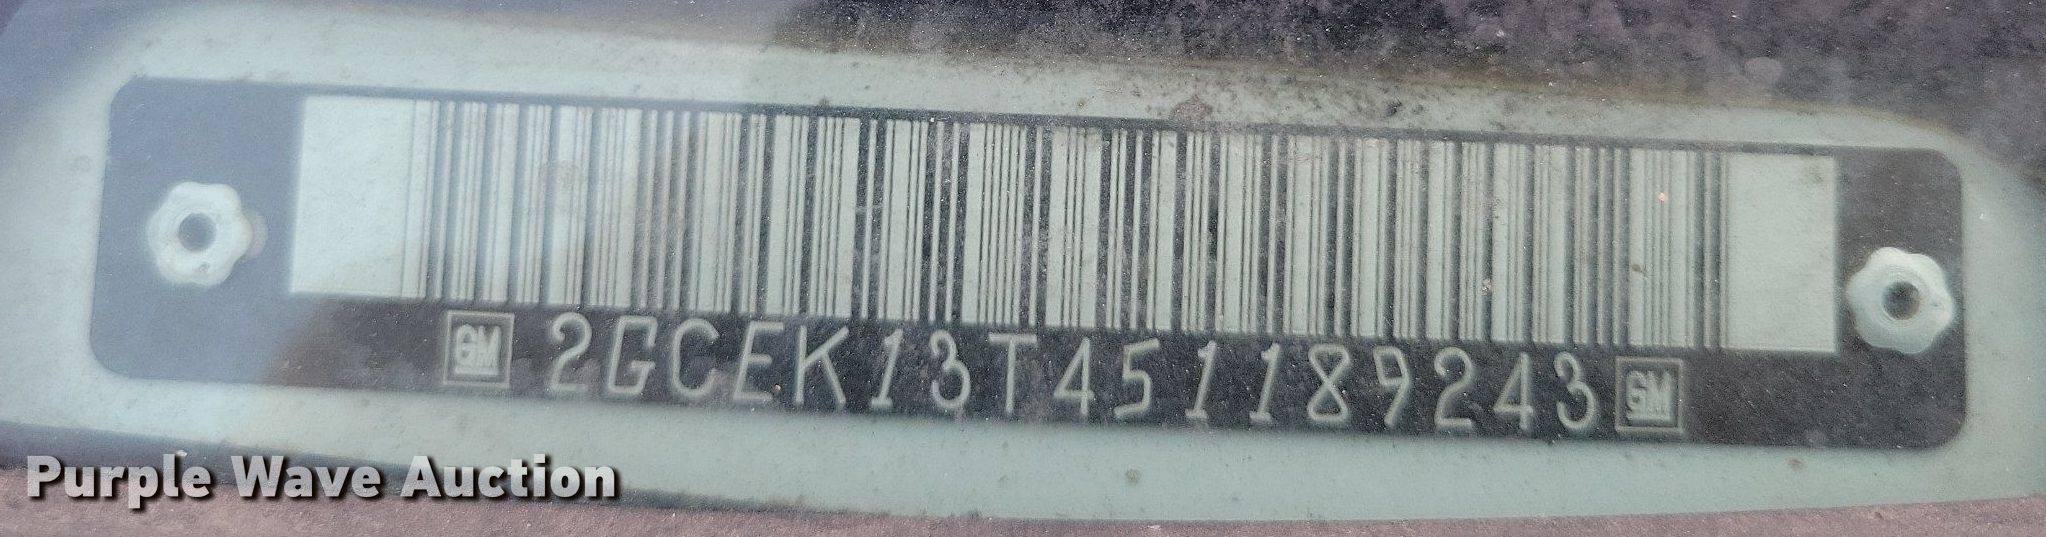 GM 2GCEK13T451189243 GM
Purple Wave Auction